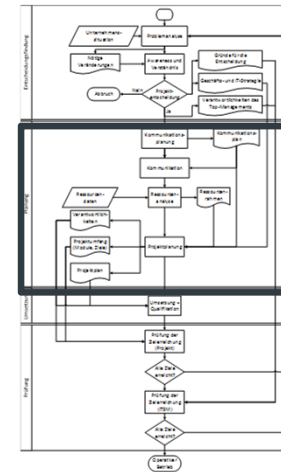 Entscheidungsfindung
Unternehmens-
situation
Problemanalyse
Nötige
Veränderungen
Awareness und
Verständnis
Gründe für die
Entscheidung
Geschäfts- und IT-Strategie
Abbruch
Nein
Projekt-
entscheidung
Verantwortlichkeiten des
Top-Managements
Ja
Planung
Kommunikations-
planung
Kommunikations-
plan
Kommunikation
Ressourcen-
daten
Ressourcen-
analyse
Ressourcen-
rahmen
Verantwortlich-
keiten
Projektumfang
(Module, Ziele)
Projektplanung
Projektplan
Umsetzung
Umsetzung +
Qualifikation
Prüfung
Prüfung der
Zielerreichung
(Projekt)
Alle Ziele
erreicht?
Prüfung der
Zielerreichung
(ITSM)
Alle Ziele
erreicht?
Operativer
Betrieb